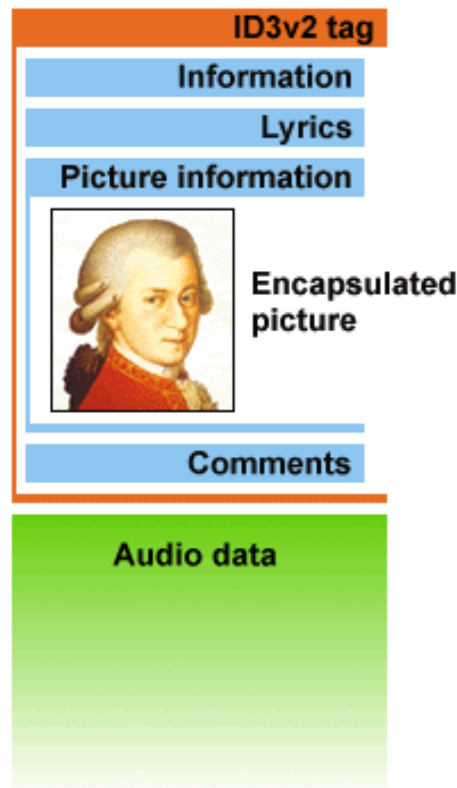 ID3v2 tag
Information
Lyrics
Picture information
Encapsulated
picture
Comments
Audio data